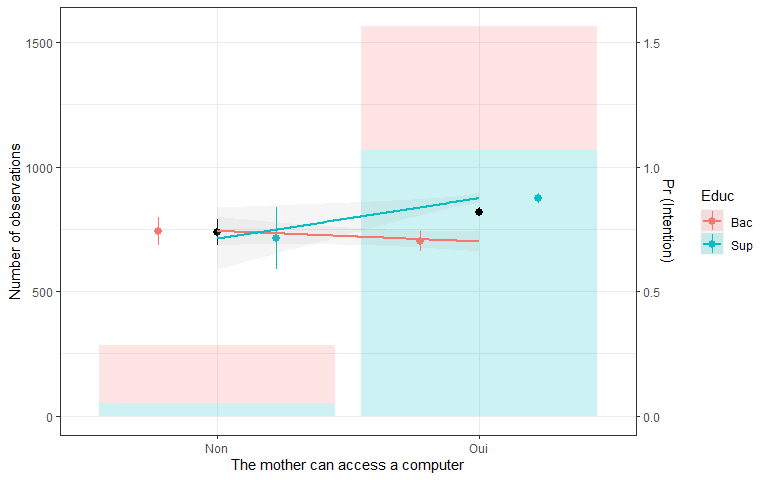 1500
1000
500
0
Number of observations
1.5
1.0
0.5
0.0
Pr (Intention)
Non
Oui
The mother can access a computer
Educ
Bac
Sup